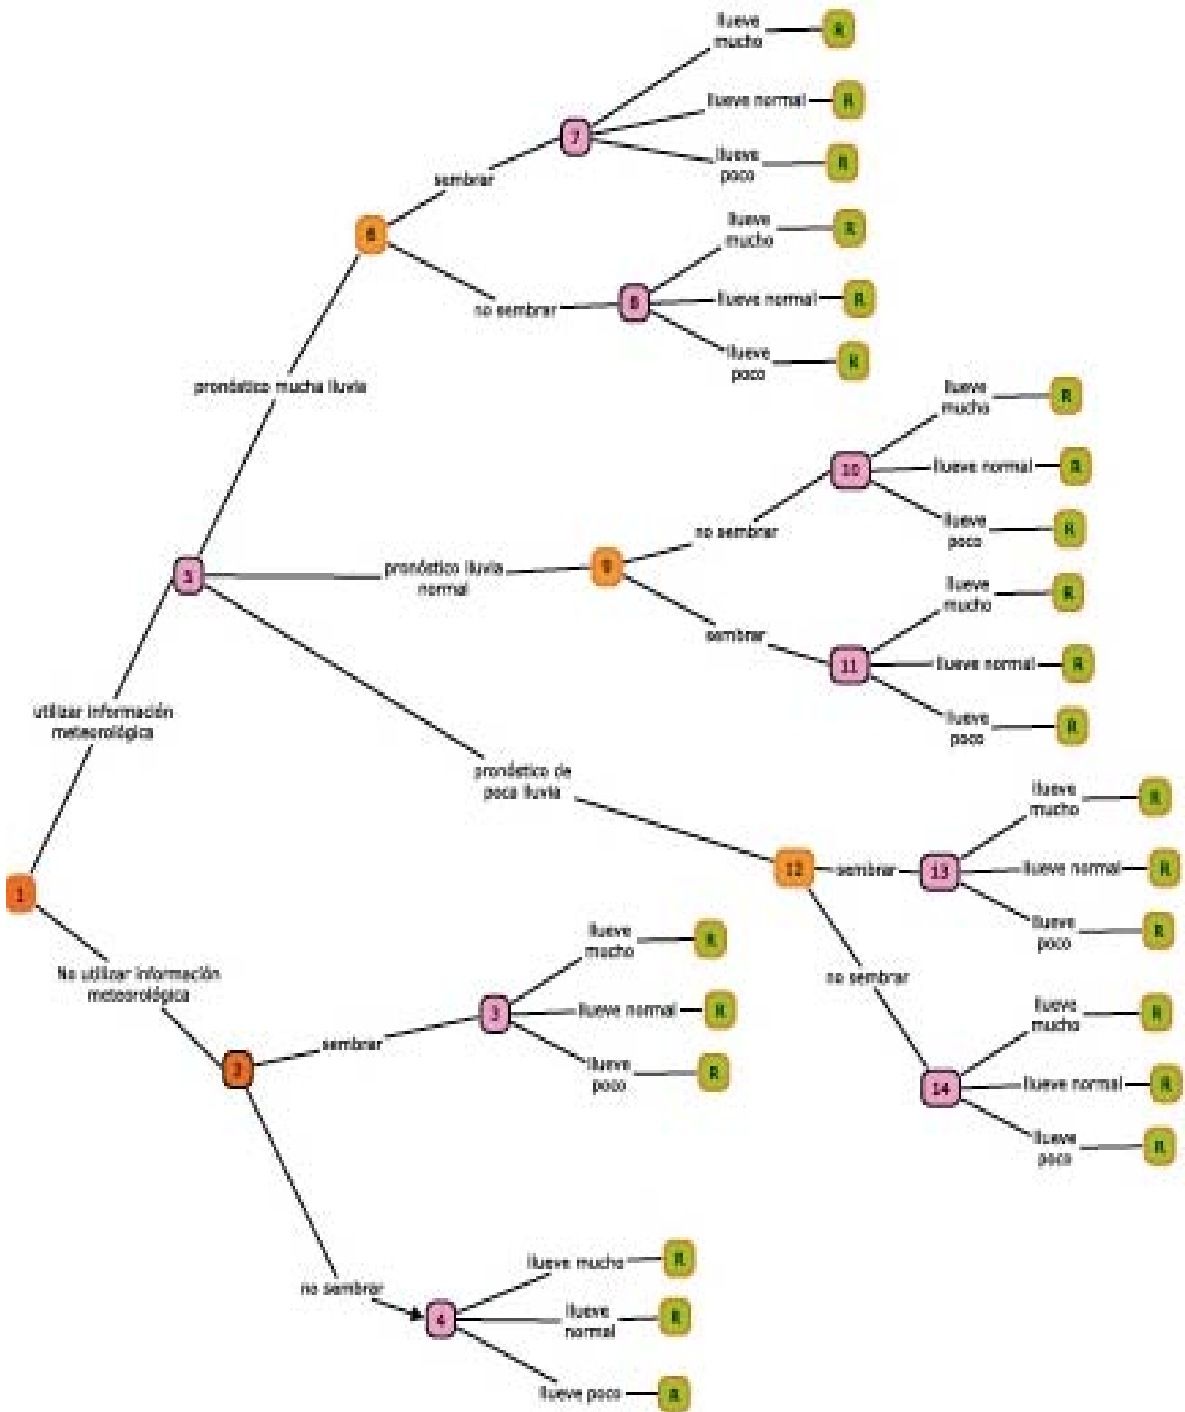 llueve
mucho
R
llueve normal
R
7
llueve
poco
R
sembrar
6
llueve
mucho
R
llueve normal
R
8
no sembrar
llueve
poco
R
pronóstico mucha lluvia
llueve
mucho
R
llueve normal
R
10
llueve
poco
R
no sembrar
pronóstico lluvia
normal
9
5
llueve
mucho
R
sembrar
llueve normal
R
11
llueve
poco
R
utilizar información
meteorológica
pronóstico de
poca lluvia
llueve
mucho
R
12
sembrar
13
llueve normal
R
llueve
poco
R
1
No utilizar información
meteorológica
llueve
mucho
R
no sembrar
llueve normal
R
3
sembrar
2
llueve
poco
R
llueve
mucho
R
llueve normal
R
14
llueve
poco
R
no sembrar
4
llueve mucho
R
llueve
normal
R
llueve poco
R